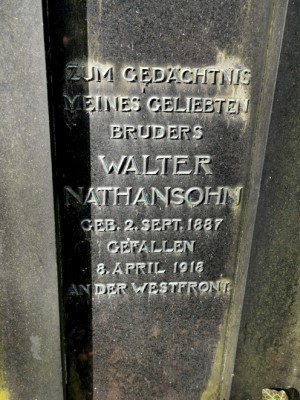 ZUM GEDÄCHTNIS
MEINES GELIEBTEN
BRUDERS
WALTER
NATHANSOHN
GEB. 2. SEPT. 1887
GEFALLEN
8. APRIL 1918
AN DER WESTFRONT.